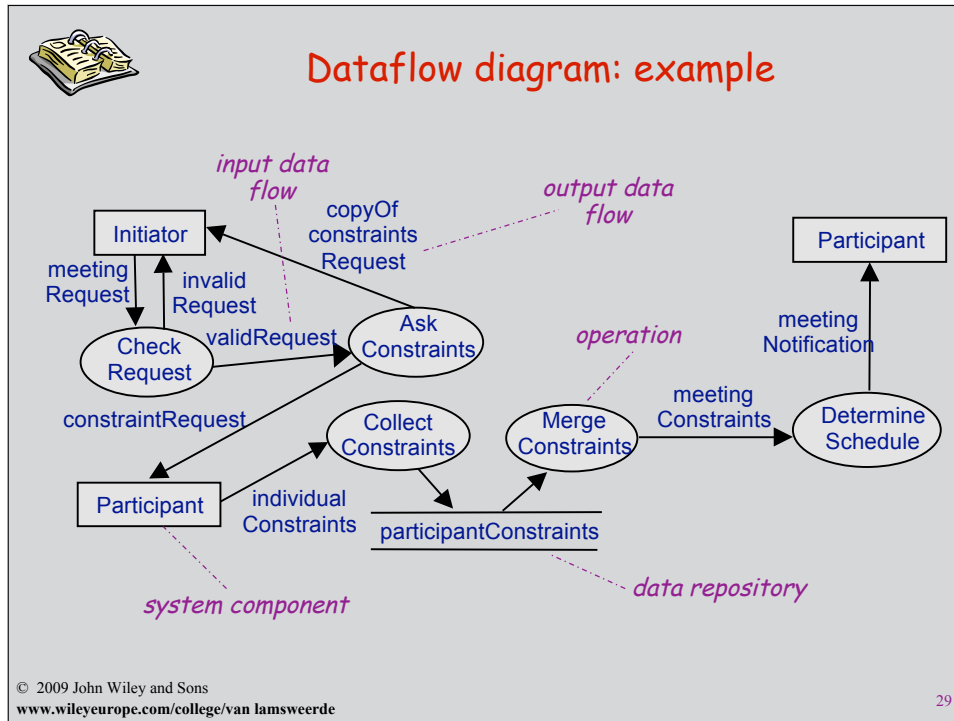 Dataflow diagram: example
input data
flow
output data
flow
copyOf
constraints
Request
Initiator
Participant
meeting
Request
invalid
Request
validRequest
Ask
Constraints
Check
Request
operation
meeting
Notification
constraintRequest
Collect
Constraints
Merge
Constraints
meeting
Constraints
Determine
Schedule
Participant
individual
Constraints
participantConstraints
system component
data repository
© 2009 John Wiley and Sons
www.wileyeurope.com/college/van lamsweerde
29